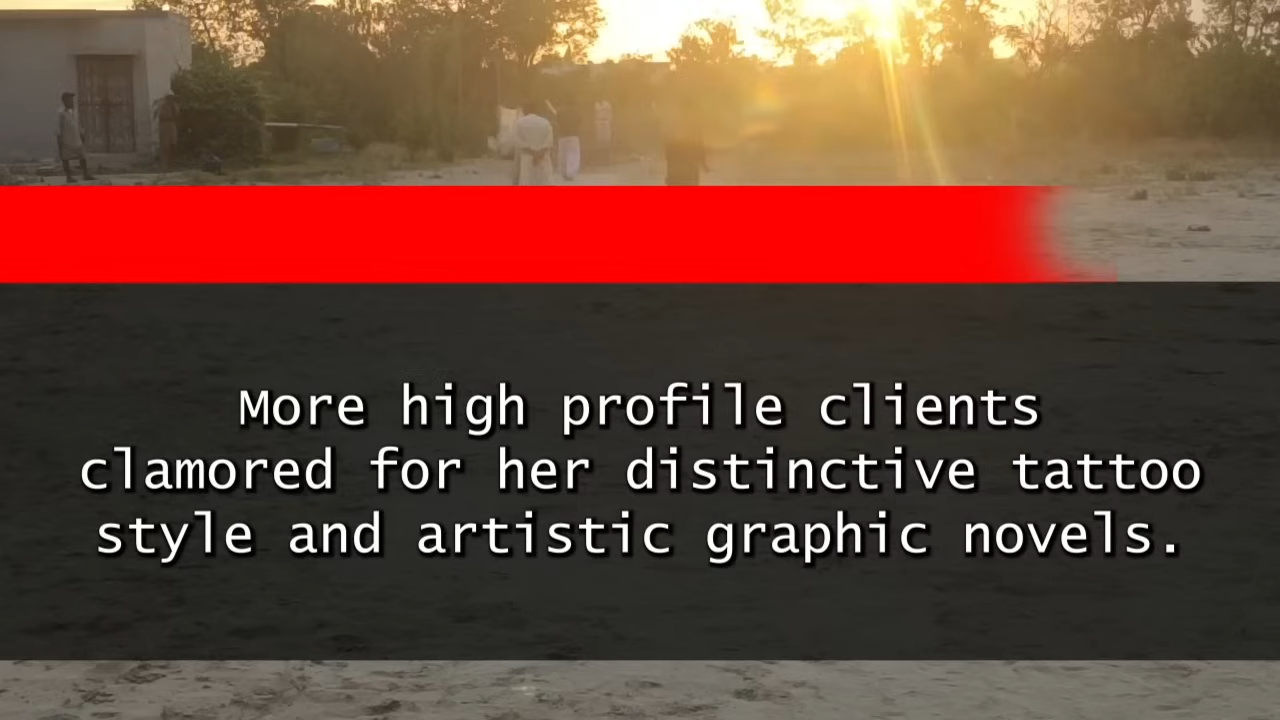 More high profile clients
clamored for her distinctive tattoo
style and artistic graphic novels.